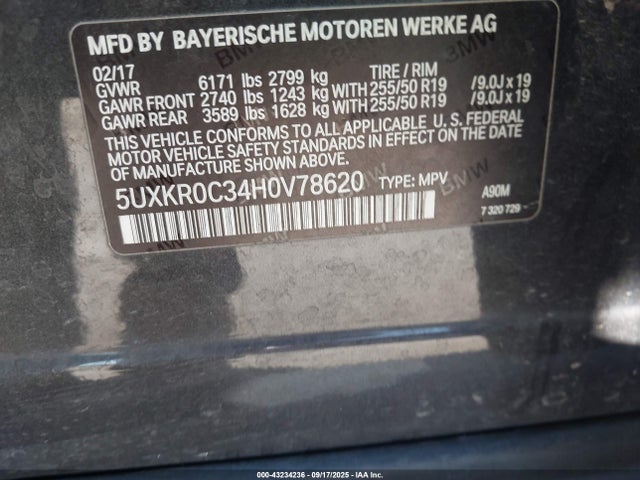 MFD BY BAYERISCHE MOTOREN WERKE AG
02/17 TIRE / RIM
GVWR 6171 lbs 2799 kg
GAWR FRONT 2740 lbs 1243 kg WITH 255/50 R19 /9.0J x 19
GAWR REAR 3589 lbs 1628 kg WITH 255/50 R19 /9.0J x 19
THIS VEHICLE CONFORMS TO ALL APPLICABLE U.S. FEDERAL
MOTOR VEHICLE SAFETY STANDARDS IN EFFECT ON THE DATE
OF MANUFACTURE SHOWN ABOVE.
5UXKR0C34H0V78620 TYPE: MPV A90M
7 320 729
BMW
000-43234236 - 09/17/2025 - IAA Inc.